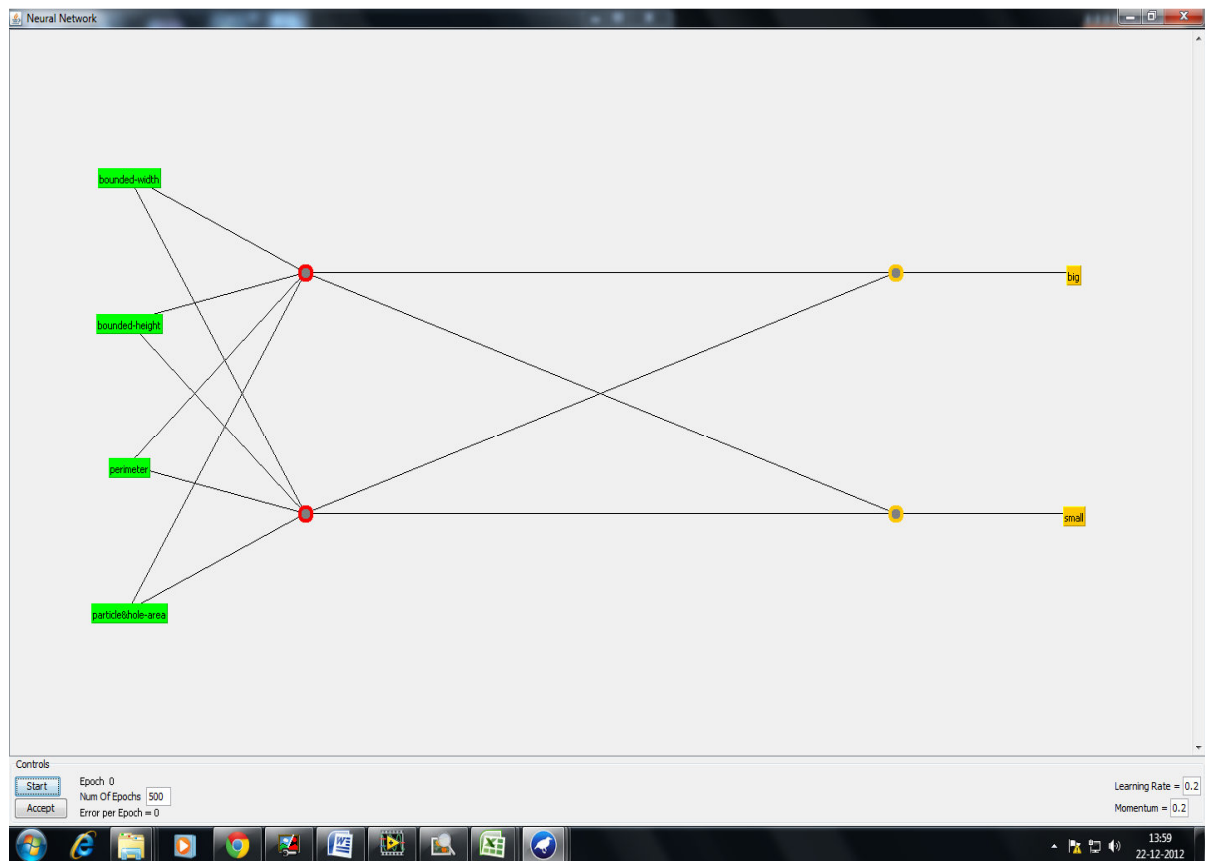 Neural Network
bounded-width
bounded-height
perimeter
particle&hole-area
big
small
Controls
Start
Accept
Epoch 0
Num Of Epochs 500
Error per Epoch = 0
Learning Rate = 0.2
Momentum = 0.2
13:59
22-12-2012